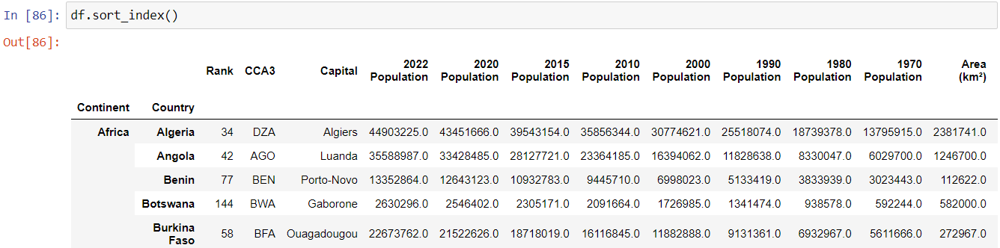 In [86]: df.sort_index()
Out[86]:
Rank CCA3 Capital 2022 Population 2020 Population 2015 Population 2010 Population 2000 Population 1990 Population 1980 Population 1970 Population Area (km²)
Continent Country
Africa Algeria 34 DZA Algiers 44903225.0 43451666.0 39543154.0 35856344.0 30774621.0 25518074.0 18739378.0 13795915.0 2381741.0
Angola 42 AGO Luanda 35588987.0 33428485.0 28127721.0 23364185.0 16394062.0 11828638.0 8330047.0 6029700.0 1246700.0
Benin 77 BEN Porto-Novo 13352864.0 12643123.0 10932783.0 9445710.0 6998023.0 5133419.0 3833939.0 3023443.0 112622.0
Botswana 144 BWA Gaborone 2630296.0 2546402.0 2305171.0 2091664.0 1726985.0 1341474.0 938578.0 592244.0 582000.0
Burkina Faso 58 BFA Ouagadougou 22673762.0 21522626.0 18718019.0 16116845.0 11882888.0 9131361.0 6932967.0 5611666.0 272967.0